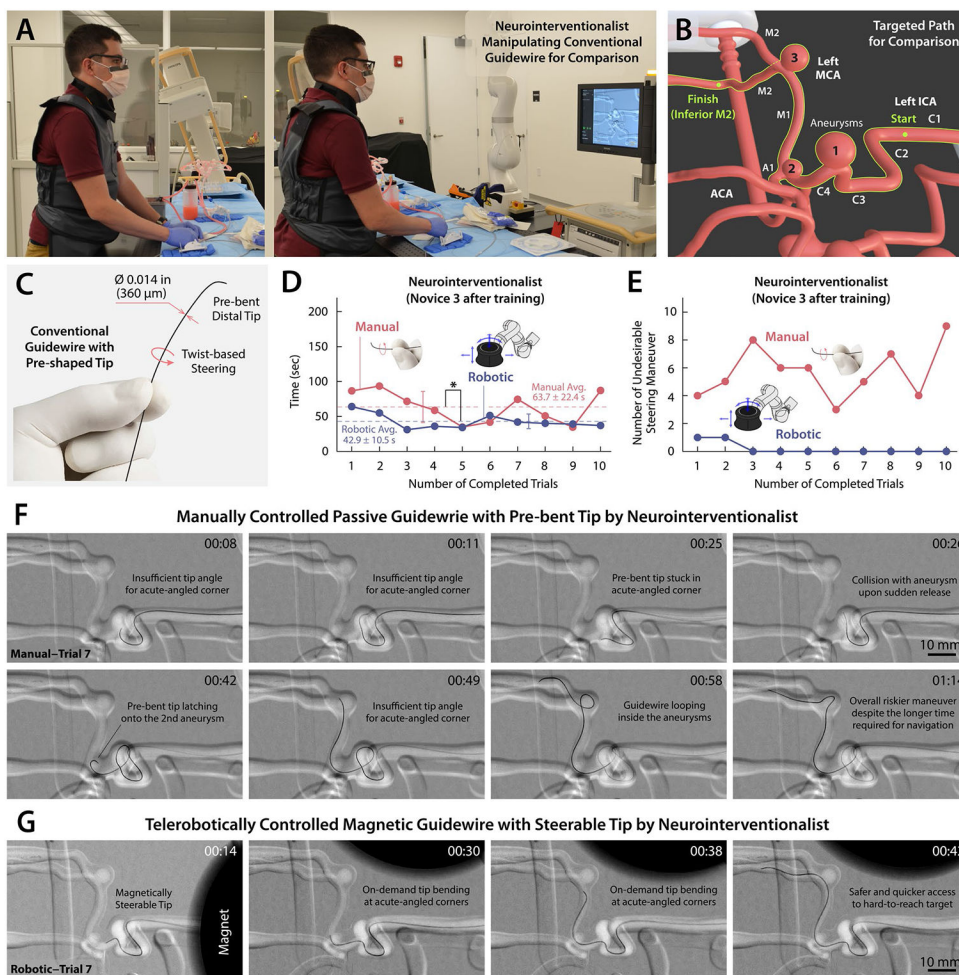 A
Neurointerventionalist
Manipulating Conventional
Guidewire for Comparison
B
Targeted Path
for Comparison
M2
3
Left
MCA
M2
Finish
(Inferior M2)
M1
Aneurysms
Left ICA
Start
C1
1
C2
A1
2
ACA
C4
C3
C
Ø 0.014 in
(360 μm)
Pre-bent
Distal Tip
Conventional
Guidewire with
Pre-shaped Tip
Twist-based
Steering
D
Neurointerventionalist
(Novice 3 after training)
200
150
100
50
0
Time (sec)
Manual
Robotic
*
Manual Avg.
63.7 ± 22.4 s
Robotic Avg.
42.9 ± 10.5 s
1 2 3 4 5 6 7 8 9 10
Number of Completed Trials
E
Neurointerventionalist
(Novice 3 after training)
10
8
6
4
2
0
Number of Undesirable
Steering Maneuver
Manual
Robotic
1 2 3 4 5 6 7 8 9 10
Number of Completed Trials
F
Manually Controlled Passive Guidewrie with Pre-bent Tip by Neurointerventionalist
00:08
Insufficient tip angle
for acute-angled corner
Manual–Trial 7
00:11
Insufficient tip angle
for acute-angled corner
00:25
Pre-bent tip stuck in
acute-angled corner
00:26
Collision with aneurysm
upon sudden release
10 mm
00:42
Pre-bent tip latching
onto the 2nd aneurysm
00:49
Insufficient tip angle
for acute-angled corner
00:58
Guidewire looping
inside the aneurysms
01:14
Overall riskier maneuver
despite the longer time
required for navigation
G
Telerobotically Controlled Magnetic Guidewire with Steerable Tip by Neurointerventionalist
00:14
Magnetically
Steerable Tip
Magnet
Robotic–Trial 7
00:30
On-demand tip bending
at acute-angled corners
00:38
On-demand tip bending
at acute-angled corners
Safer and quicker access
to hard-to-reach target
10 mm